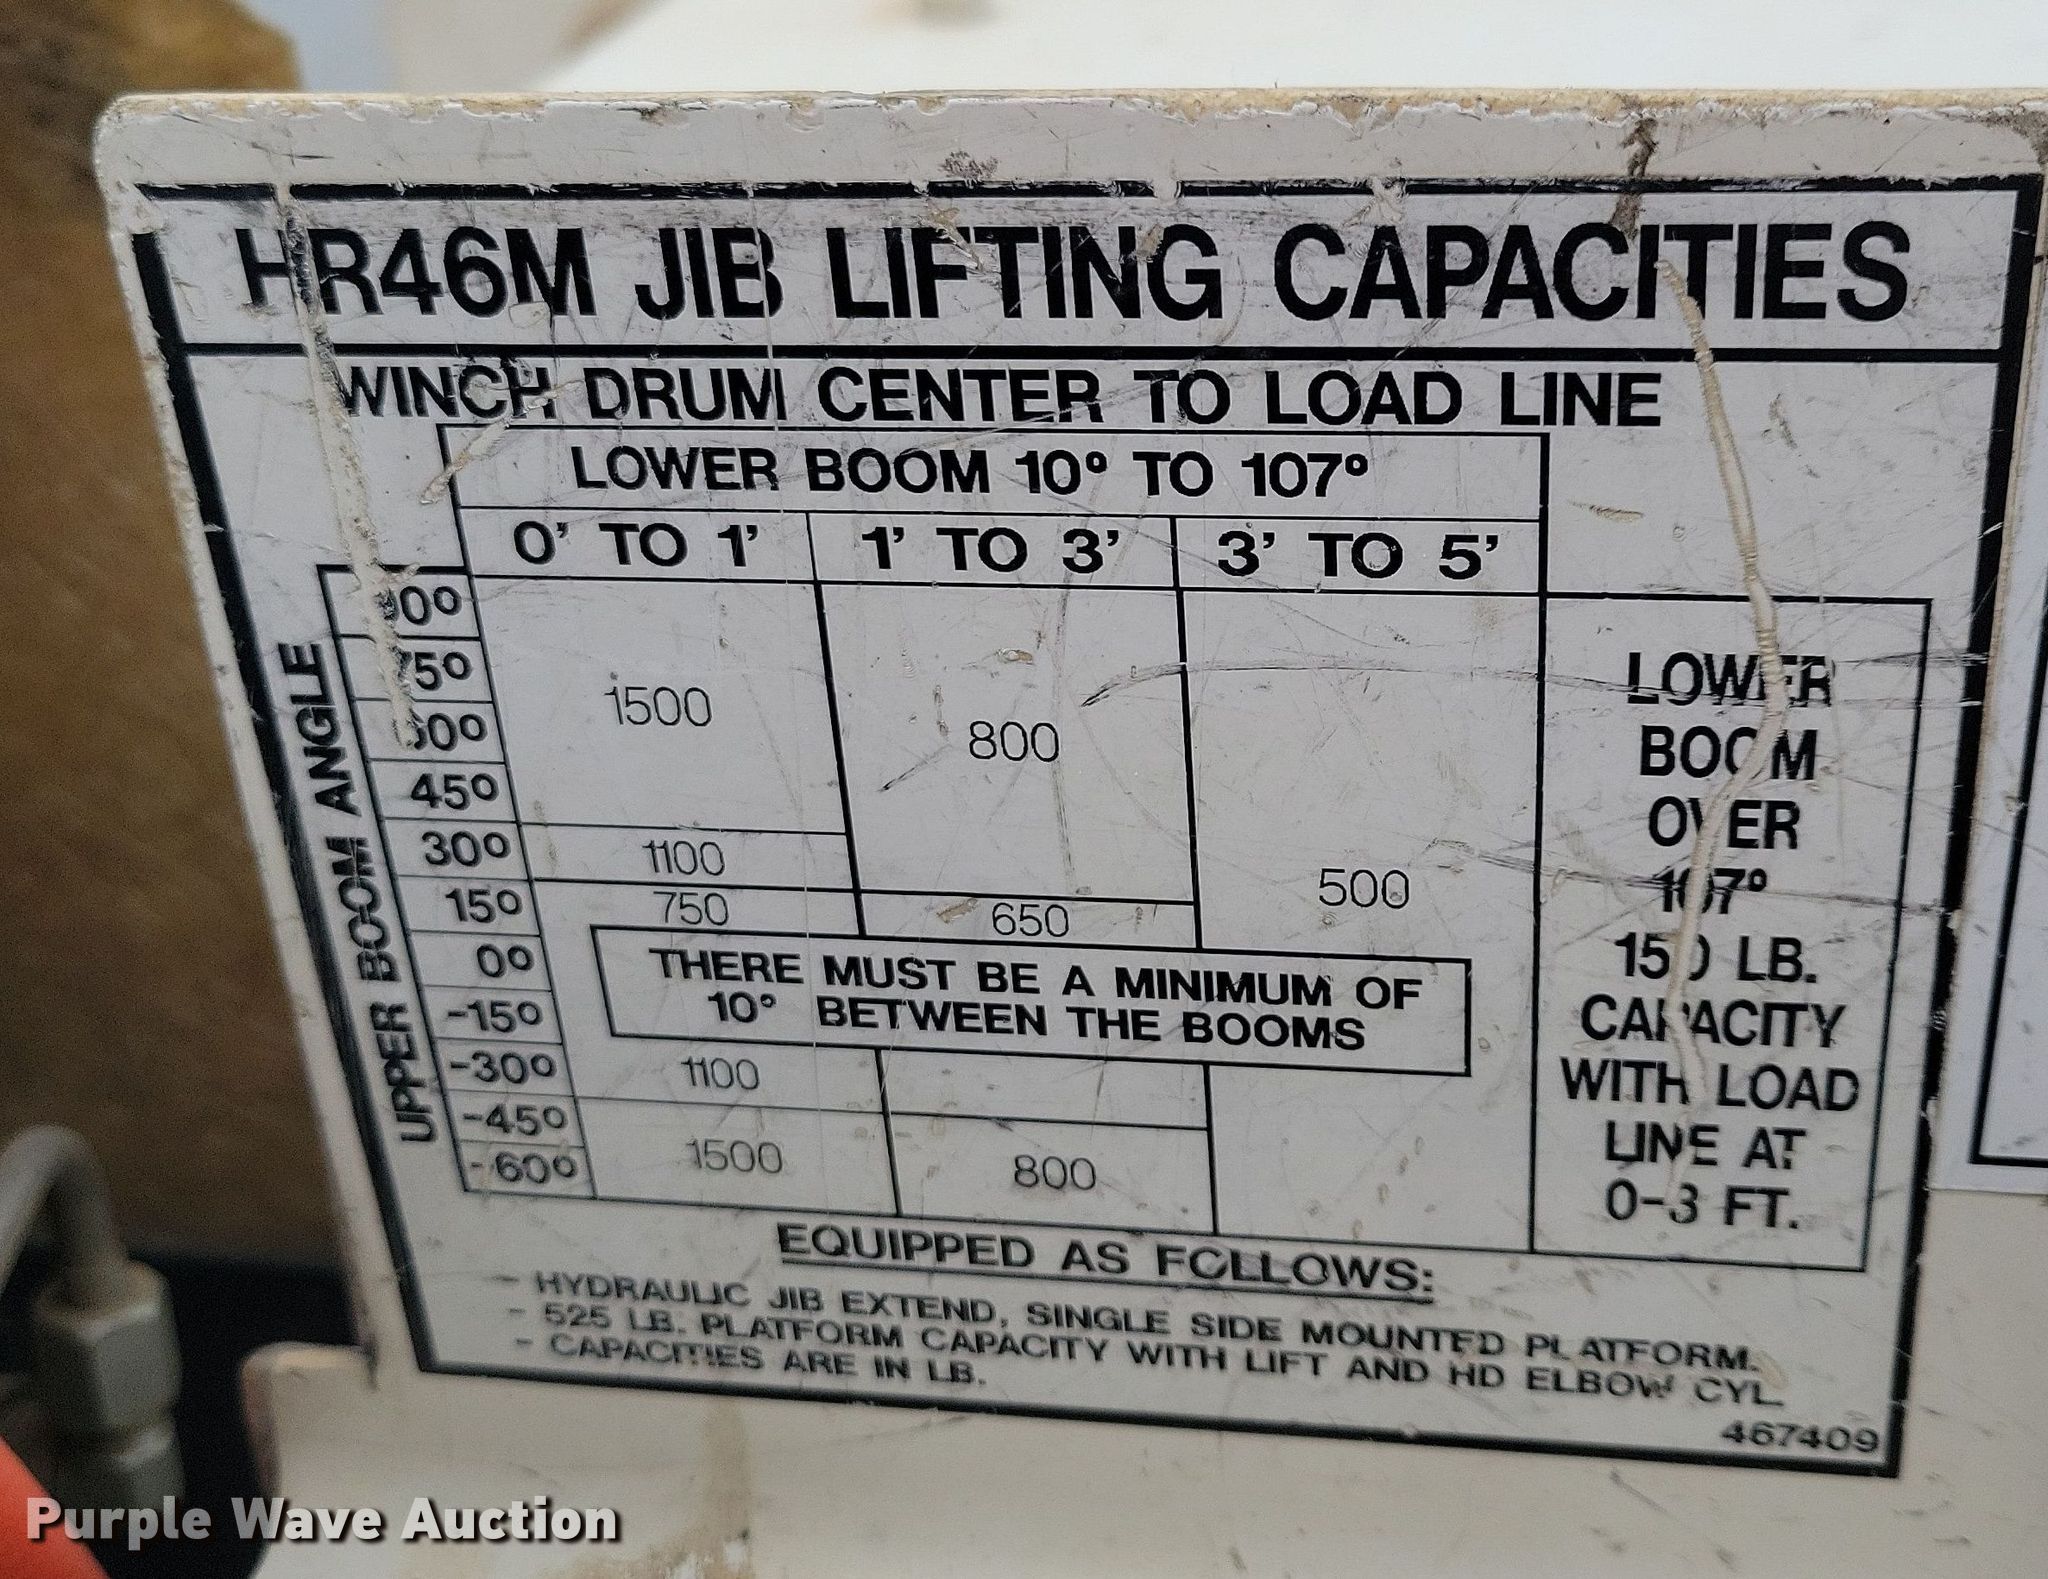 HR46M JIB LIFTING CAPACITIES
WINCH DRUM CENTER TO LOAD LINE
LOWER BOOM 10° TO 107°
0' TO 1' 1' TO 3' 3' TO 5'
UPPER BOOM ANGLE
90°
75°
60°
45°
30°
15°
0°
-15°
-30°
-45°
-60°
1500
1100
750
800
650
500
THERE MUST BE A MINIMUM OF
10° BETWEEN THE BOOMS
1100
1500
800
LOWER
BOOM
OVER
107°
150 LB.
CAPACITY
WITH LOAD
LINE AT
0-3 FT.
EQUIPPED AS FOLLOWS:
- HYDRAULIC JIB EXTEND, SINGLE SIDE MOUNTED PLATFORM.
- 525 LB. PLATFORM CAPACITY WITH LIFT AND HD ELBOW CYL.
- CAPACITIES ARE IN LB.
467409
Purple Wave Auction